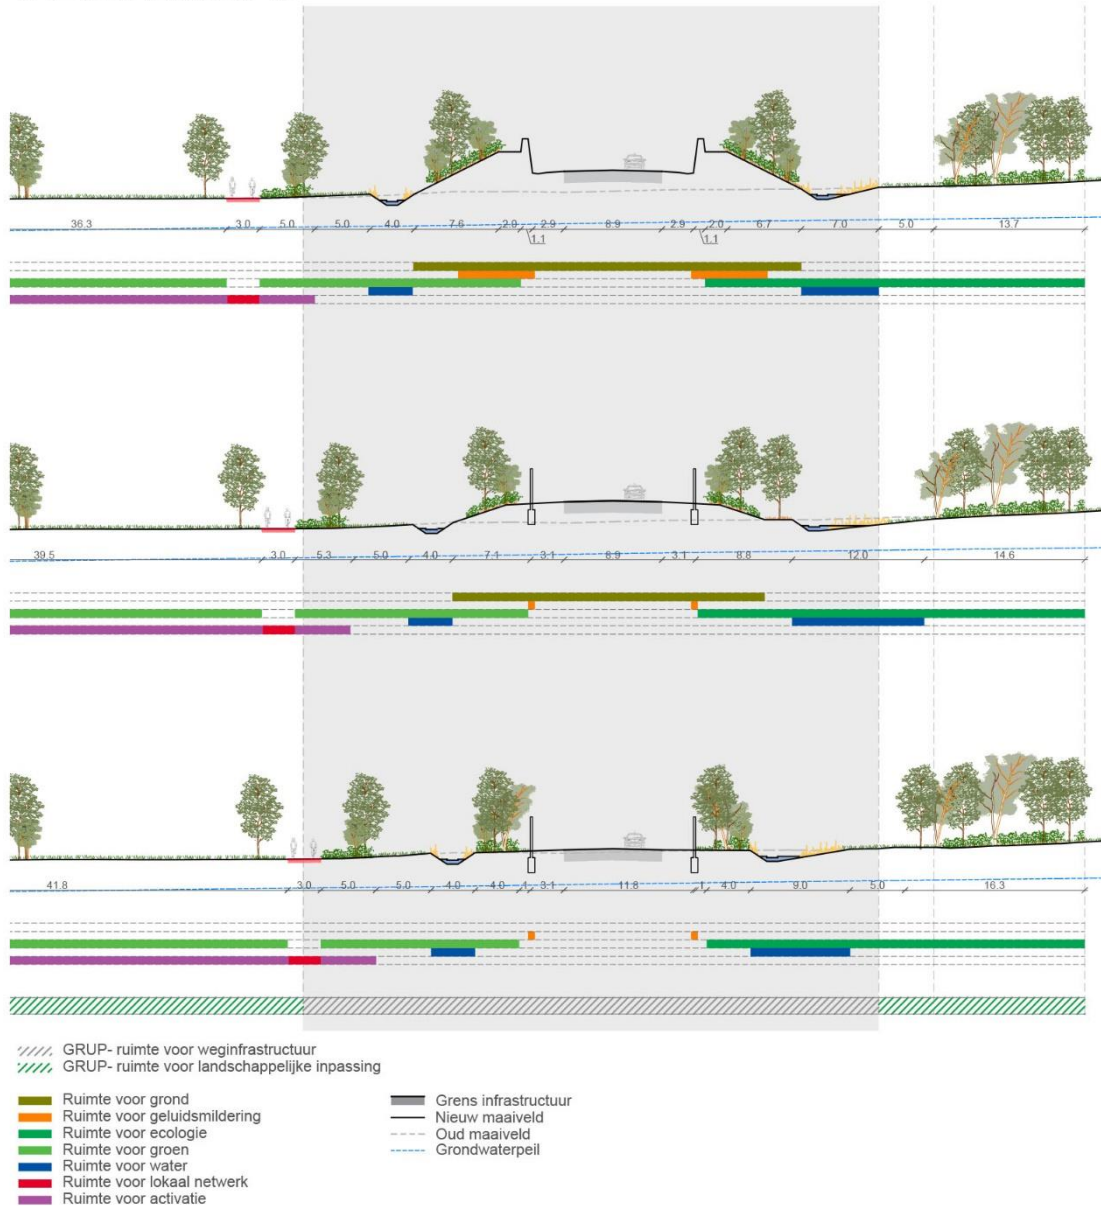 36.3 3.0 5.0 5.0 4.0 7.6 2.0 2.9 8.9 2.9 2.0 6.7 7.0 5.0 13.7
1.1 1.1
39.5 3.0 5.3 5.0 4.0 7.1 3.1 8.9 3.1 8.8 12.0 14.6
41.8 3.0 5.0 5.0 4.0 4.0 1 3.1 11.8 1 4.0 9.0 5.0 16.3
GRUP- ruimte voor weginfrastructuur
GRUP- ruimte voor landschappelijke inpassing
Ruimte voor grond
Ruimte voor geluidsmildering
Ruimte voor ecologie
Ruimte voor groen
Ruimte voor water
Ruimte voor lokaal netwerk
Ruimte voor activatie
Grens infrastructuur
Nieuw maaiveld
Oud maaiveld
Grondwaterpeil